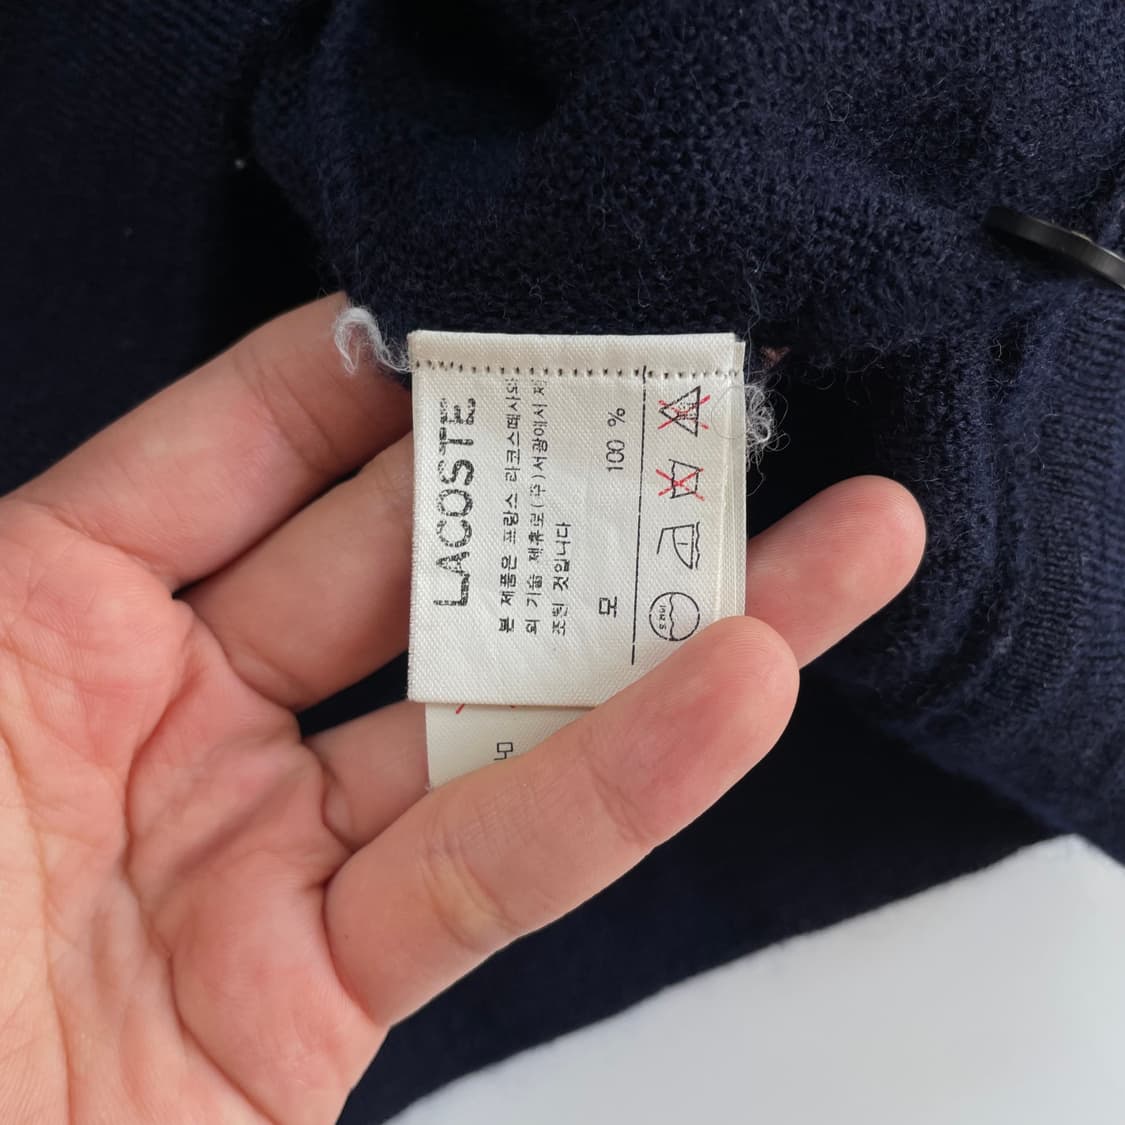 LACOSTE
본 제품은 프랑스 라코스떼사와
의 기술 제휴로(주)서광에서 제
조된 것입니다
모 100 %